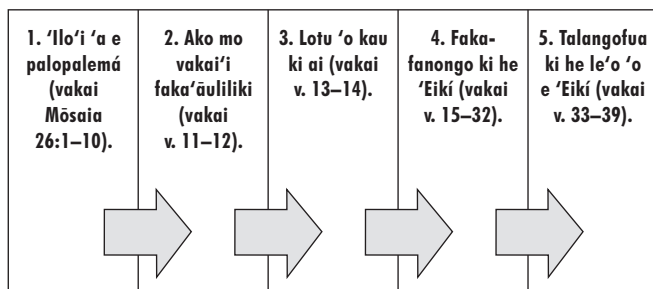 1. ‘Ilo‘i ‘a e
palopalemá
(vakai
Mōsaia
26:1–10).
2. Ako mo
vakai‘i
faka‘āuliliki
(vakai
v. 11–12).
3. Lotu ‘o kau
ki ai (vakai
v. 13–14).
4. Faka-
fanongo ki he
‘Eikí (vakai
v. 15–32).
5. Talangofua
ki he le‘o ‘o
e ‘Eikí (vakai
v. 33–39).